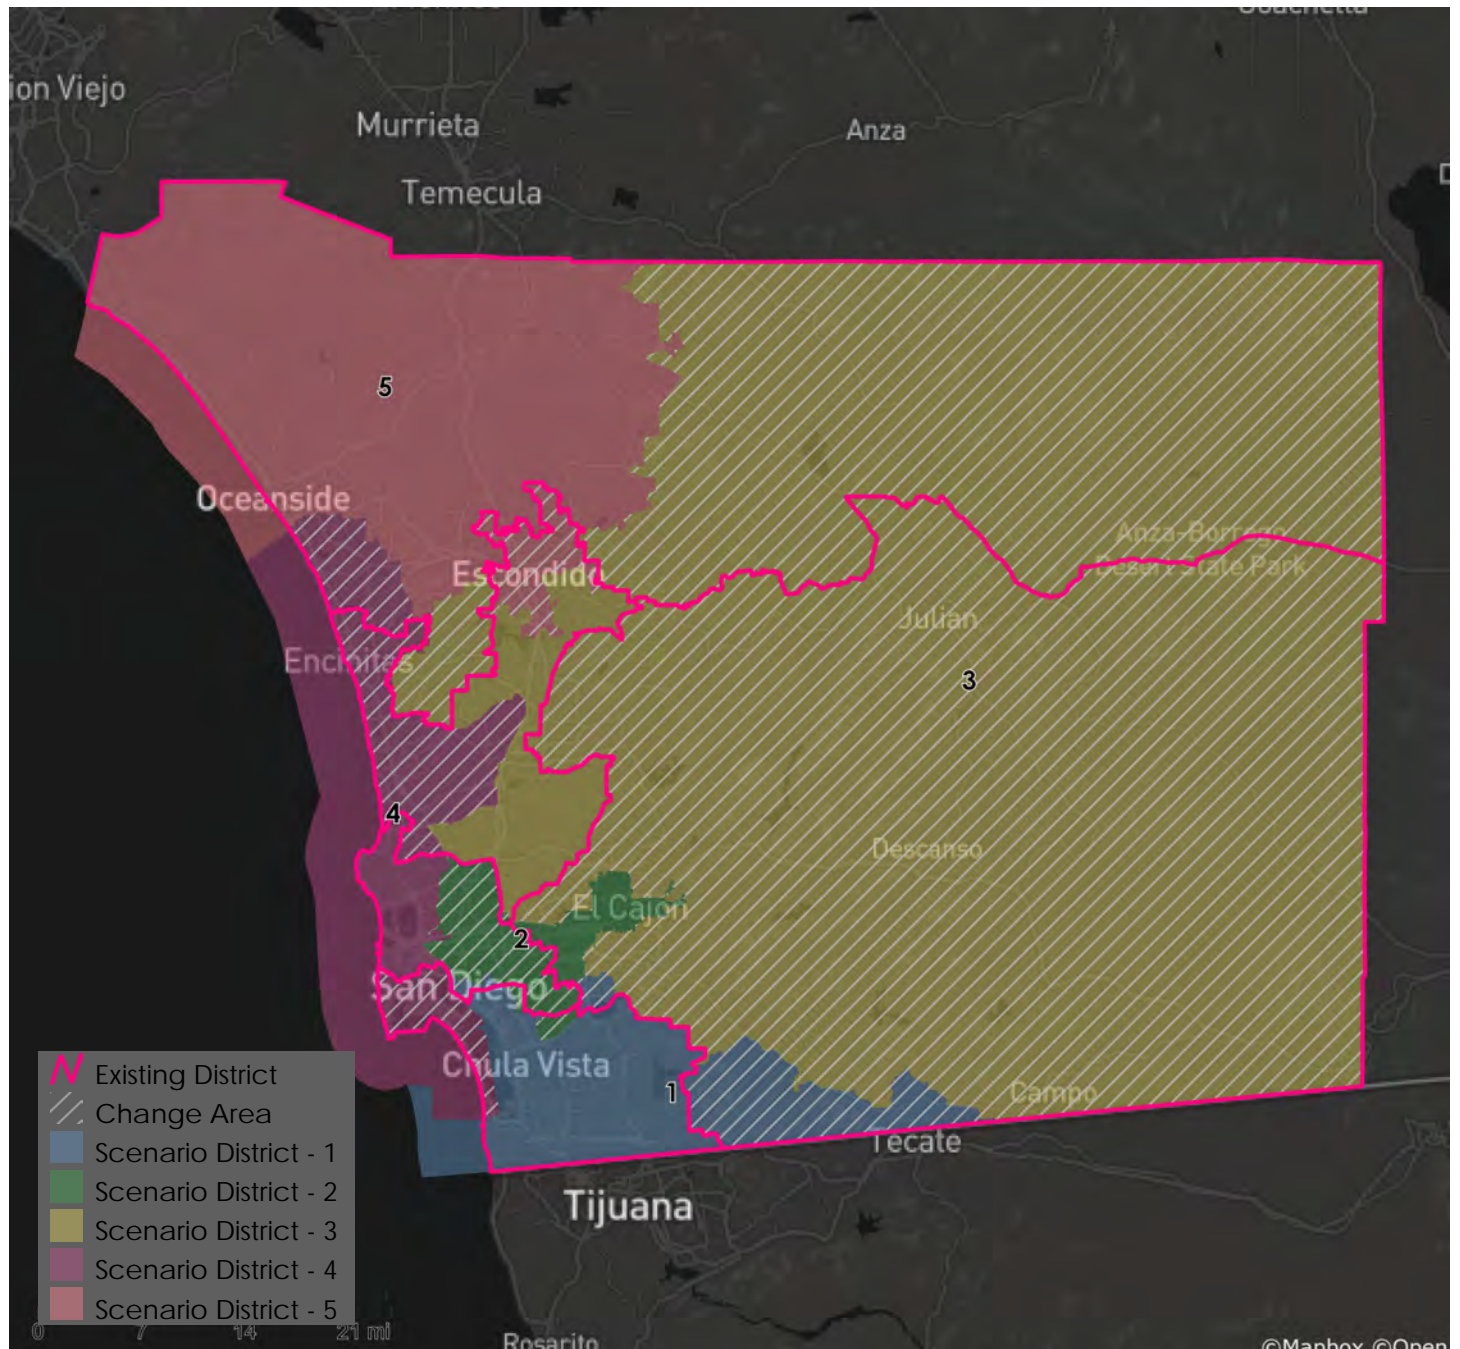 ion Viejo
Murrieta
Anza
Temecula
5
Oceanside
Anza-Borrego
Desert State Park
Escondido
Julian
Encinitas
3
4
Descanso
El Cajon
2
San Diego
Chula Vista
1
Campo
Tecate
Tijuana
Rosarito
Existing District
Change Area
Scenario District - 1
Scenario District - 2
Scenario District - 3
Scenario District - 4
Scenario District - 5
0 7 14 21 mi
©Mapbox ©Open